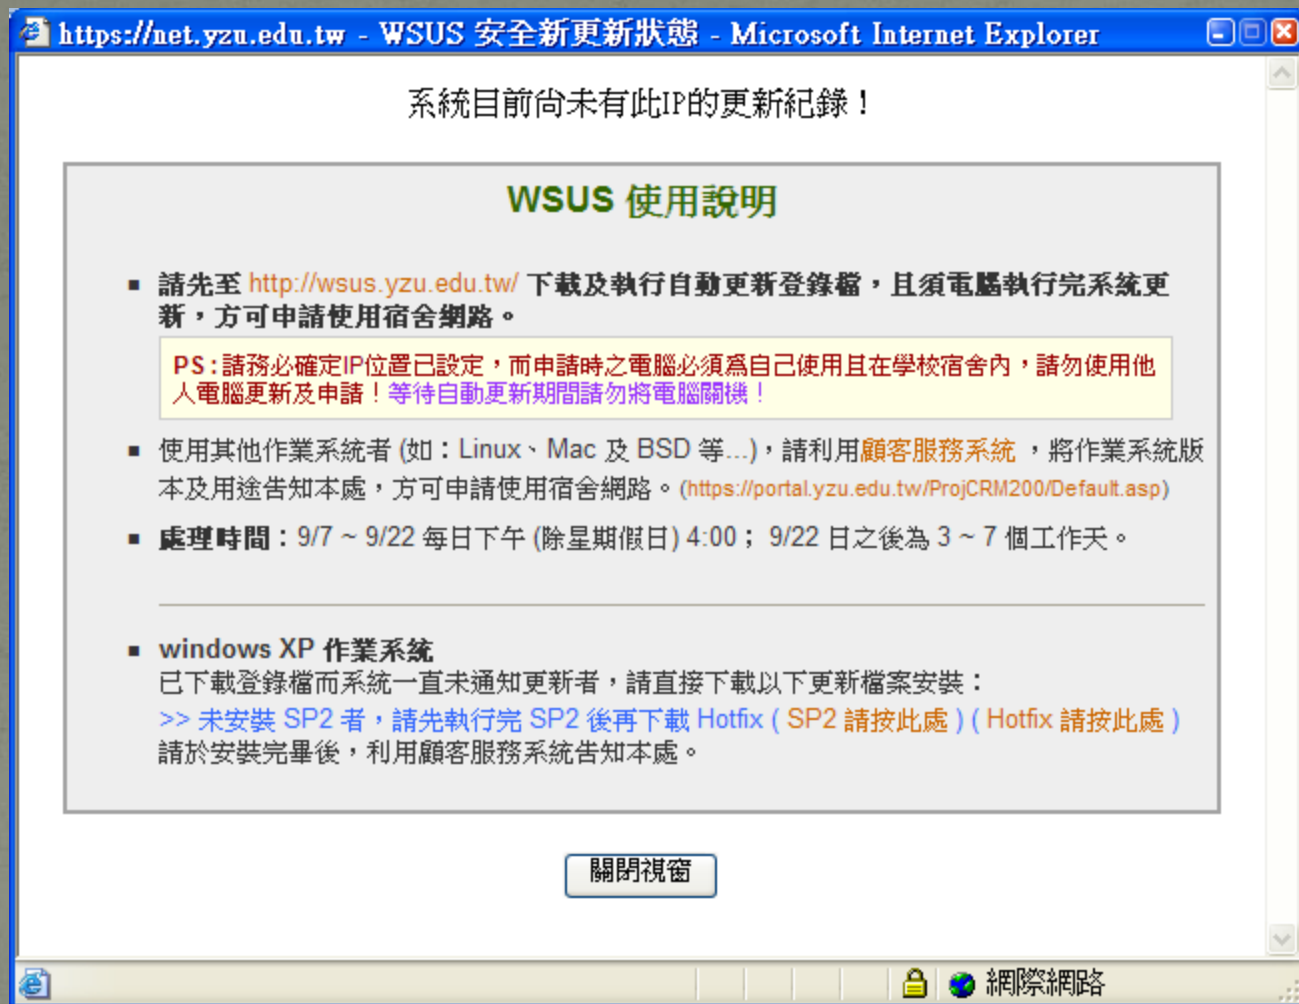 https://net.yzu.edu.tw - WSUS 安全新更新狀態 - Microsoft Internet Explorer
系統目前尚未有此IP的更新紀錄！
WSUS 使用說明
▪ 請先至 http://wsus.yzu.edu.tw/ 下載及執行自動更新登錄檔，且須電腦執行完系統更
新，方可申請使用宿舍網路。
PS：請務必確定IP位置已設定，而申請時之電腦必須為自己使用且在學校宿舍內，請勿使用他
人電腦更新及申請！等待自動更新期間請勿將電腦關機！
▪ 使用其他作業系統者 (如：Linux、Mac 及 BSD 等...)，請利用顧客服務系統 ，將作業系統版
本及用途告知本處，方可申請使用宿舍網路。(https://portal.yzu.edu.tw/ProjCRM200/Default.asp)
▪ 處理時間：9/7 ~ 9/22 每日下午 (除星期假日) 4:00； 9/22 日之後為 3 ~ 7 個工作天。
▪ windows XP 作業系統
已下載登錄檔而系統一直未通知更新者，請直接下載以下更新檔案安裝：
>> 未安裝 SP2 者，請先執行完 SP2 後再下載 Hotfix ( SP2 請按此處 ) ( Hotfix 請按此處 )
請於安裝完畢後，利用顧客服務系統告知本處。
關閉視窗
網際網路